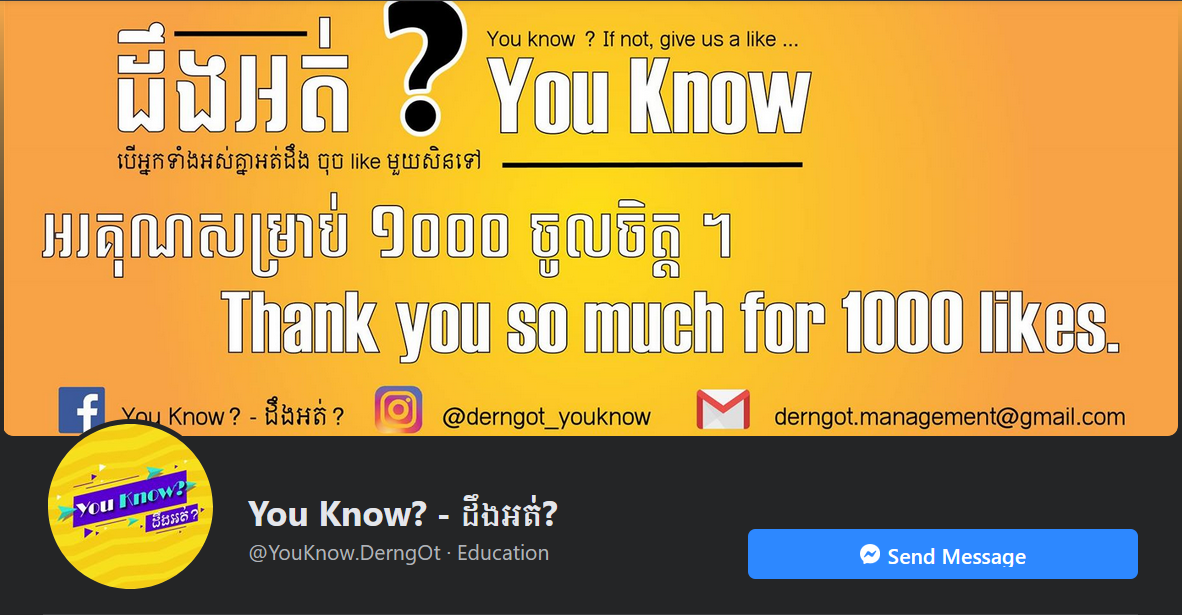 ដឹងអត់ ?
You know ? If not, give us a like ...
You Know
បើអ្នកទាំងអស់គ្នាអត់ដឹង ចុច like មួយសិនទៅ
អរគុណសម្រាប់ ១០០០ ចូលចិត្ត ៗ
Thank you so much for 1000 likes.
You Know ? - ដឹងអត់ ?
@derngot_youknow
derngot.management@gmail.com
You Know?
ដឹងអត់?
You Know? - ដឹងអត់?
@YouKnow.DerngOt · Education
Send Message